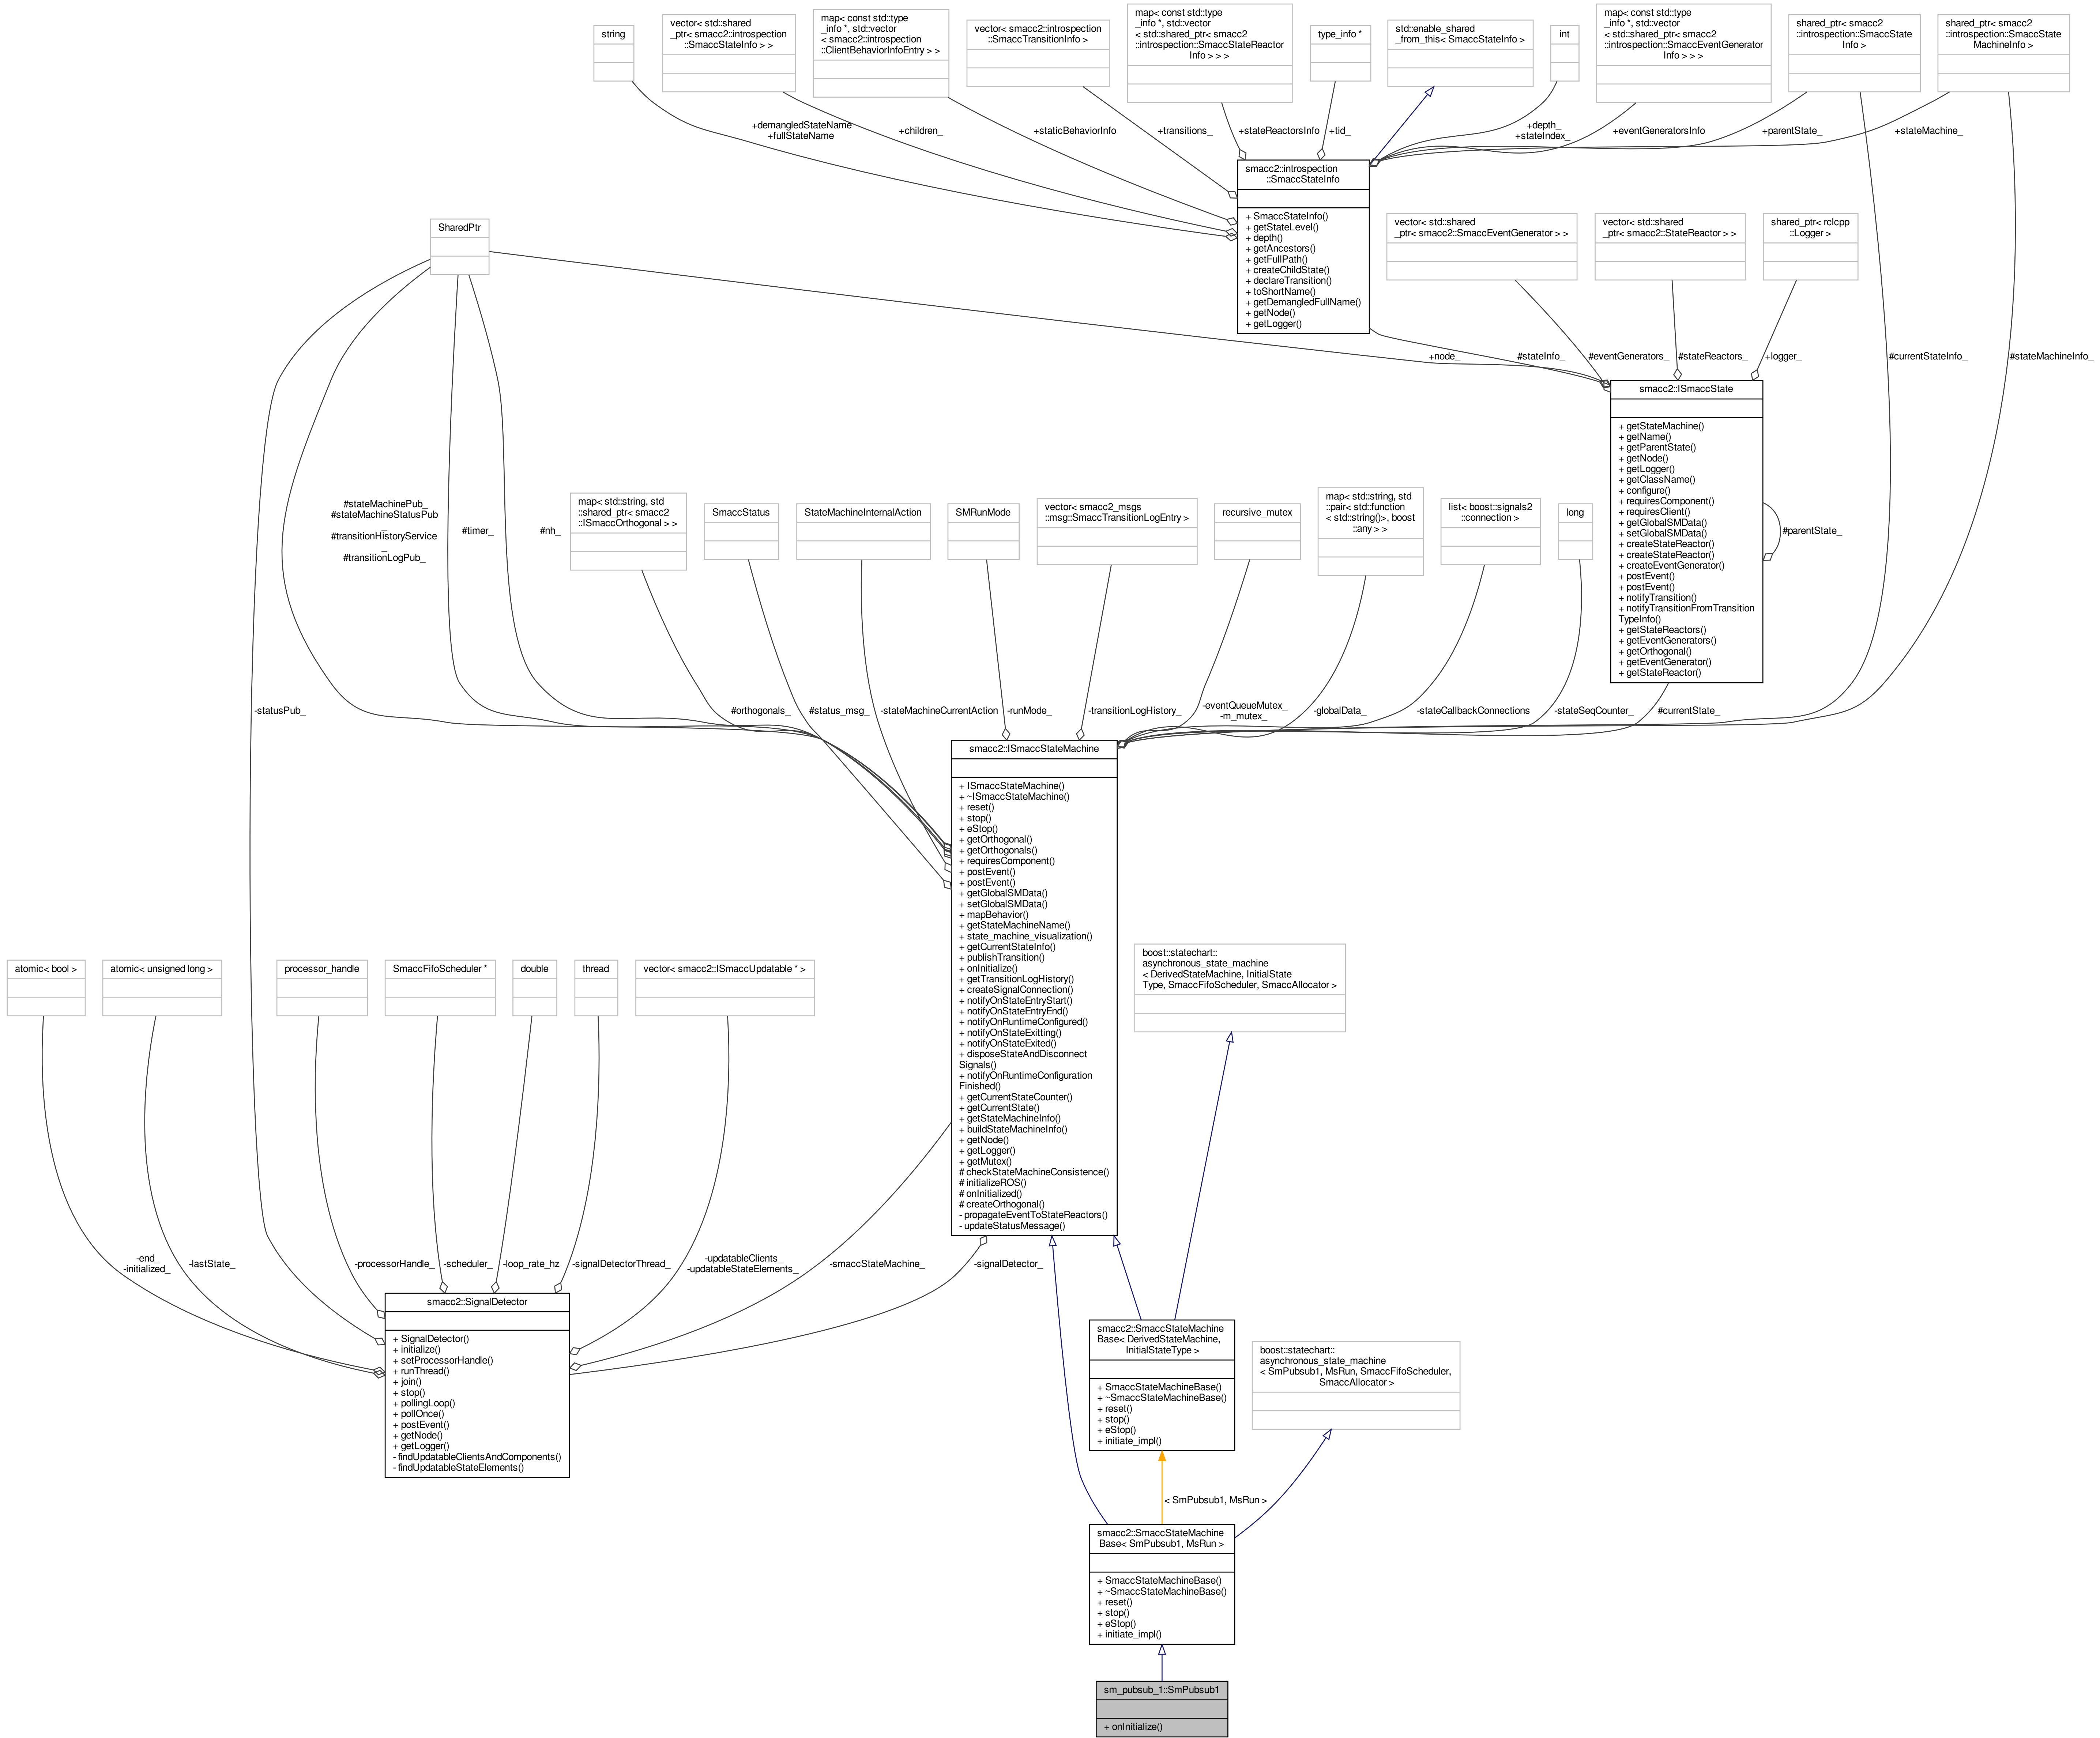 string
vector< std::shared
_ptr< smacc2::introspection
::SmaccStateInfo > >
map< const std::type
_info *, std::vector
< smacc2::introspection
::ClientBehaviorInfoEntry > >
vector< smacc2::introspection
::SmaccTransitionInfo >
map< const std::type
_info *, std::vector
< std::shared_ptr< smacc2
::introspection::SmaccStateReactor
Info > > >
type_info *
std::enable_shared
_from_this< SmaccStateInfo >
int
map< const std::type
_info *, std::vector
< std::shared_ptr< smacc2
::introspection::SmaccEventGenerator
Info > > >
shared_ptr< smacc2
::introspection::SmaccState
Info >
shared_ptr< smacc2
::introspection::SmaccState
MachineInfo >
+demangledStateName
+fullStateName
+children_
+staticBehaviorInfo
+transitions_
+stateReactorsInfo
+tid_
+depth_
+stateIndex_
+eventGeneratorsInfo
+parentState_
+stateMachine_
smacc2::introspection
::SmaccStateInfo
+ SmaccStateInfo()
+ getStateLevel()
+ depth()
+ getAncestors()
+ getFullPath()
+ createChildState()
+ declareTransition()
+ toShortName()
+ getDemangledFullName()
+ getNode()
+ getLogger()
SharedPtr
vector< std::shared
_ptr< smacc2::SmaccEventGenerator > >
vector< std::shared
_ptr< smacc2::StateReactor > >
shared_ptr< rclcpp
::Logger >
+node_
#stateInfo_
#eventGenerators_
#stateReactors_
+logger_
#currentStateInfo_
#stateMachineInfo_
smacc2::ISmaccState
+ getStateMachine()
+ getName()
+ getParentState()
+ getNode()
+ getLogger()
+ getClassName()
+ configure()
+ requiresComponent()
+ requiresClient()
+ getGlobalSMData()
+ setGlobalSMData()
+ createStateReactor()
+ createStateReactor()
+ createEventGenerator()
+ postEvent()
+ postEvent()
+ notifyTransition()
+ notifyTransitionFromTransition
TypeInfo()
+ getStateReactors()
+ getEventGenerators()
+ getOrthogonal()
+ getEventGenerator()
+ getStateReactor()
#parentState_
#stateMachinePub_
#stateMachineStatusPub
_
#transitionHistoryService
_
#transitionLogPub_
#timer_
#nh_
map< std::string, std
::shared_ptr< smacc2
::ISmaccOrthogonal > >
SmaccStatus
StateMachineInternalAction
SMRunMode
vector< smacc2_msgs
::msg::SmaccTransitionLogEntry >
recursive_mutex
map< std::string, std
::pair< std::function
< std::string()>, boost
::any > >
list< boost::signals2
::connection >
long
-statusPub_
#orthogonals_
#status_msg_
-stateMachineCurrentAction
-runMode_
-transitionLogHistory_
-eventQueueMutex_
-m_mutex_
-globalData_
-stateCallbackConnections
-stateSeqCounter_
#currentState_
smacc2::ISmaccStateMachine
+ ISmaccStateMachine()
+ ~ISmaccStateMachine()
+ reset()
+ stop()
+ eStop()
+ getOrthogonal()
+ getOrthogonals()
+ requiresComponent()
+ postEvent()
+ postEvent()
+ getGlobalSMData()
+ setGlobalSMData()
+ mapBehavior()
+ getStateMachineName()
+ state_machine_visualization()
+ getCurrentStateInfo()
+ publishTransition()
+ onInitialize()
+ getTransitionLogHistory()
+ createSignalConnection()
+ notifyOnStateEntryStart()
+ notifyOnStateEntryEnd()
+ notifyOnRuntimeConfigured()
+ notifyOnStateExitting()
+ notifyOnStateExited()
+ disposeStateAndDisconnect
Signals()
+ notifyOnRuntimeConfiguration
Finished()
+ getCurrentStateCounter()
+ getCurrentState()
+ getStateMachineInfo()
+ buildStateMachineInfo()
+ getNode()
+ getLogger()
+ getMutex()
# checkStateMachineConsistence()
# initializeROS()
# onInitialized()
# createOrthogonal()
- propagateEventToStateReactors()
- updateStatusMessage()
atomic< bool >
atomic< unsigned long >
processor_handle
SmaccFifoScheduler *
double
thread
vector< smacc2::ISmaccUpdatable * >
boost::statechart::
asynchronous_state_machine
< DerivedStateMachine, InitialState
Type, SmaccFifoScheduler, SmaccAllocator >
-end_
-initialized_
-lastState_
-processorHandle_
-scheduler_
-loop_rate_hz
-signalDetectorThread_
-updatableClients_
-updatableStateElements_
-smaccStateMachine_
-signalDetector_
smacc2::SignalDetector
+ SignalDetector()
+ initialize()
+ setProcessorHandle()
+ runThread()
+ join()
+ stop()
+ pollingLoop()
+ pollOnce()
+ postEvent()
+ getNode()
+ getLogger()
- findUpdatableClientsAndComponents()
- findUpdatableStateElements()
smacc2::SmaccStateMachine
Base< DerivedStateMachine,
InitialStateType >
+ SmaccStateMachineBase()
+ ~SmaccStateMachineBase()
+ reset()
+ stop()
+ eStop()
+ initiate_impl()
boost::statechart::
asynchronous_state_machine
< SmPubsub1, MsRun, SmaccFifoScheduler,
SmaccAllocator >
< SmPubsub1, MsRun >
smacc2::SmaccStateMachine
Base< SmPubsub1, MsRun >
+ SmaccStateMachineBase()
+ ~SmaccStateMachineBase()
+ reset()
+ stop()
+ eStop()
+ initiate_impl()
sm_pubsub_1::SmPubsub1
+ onInitialize()